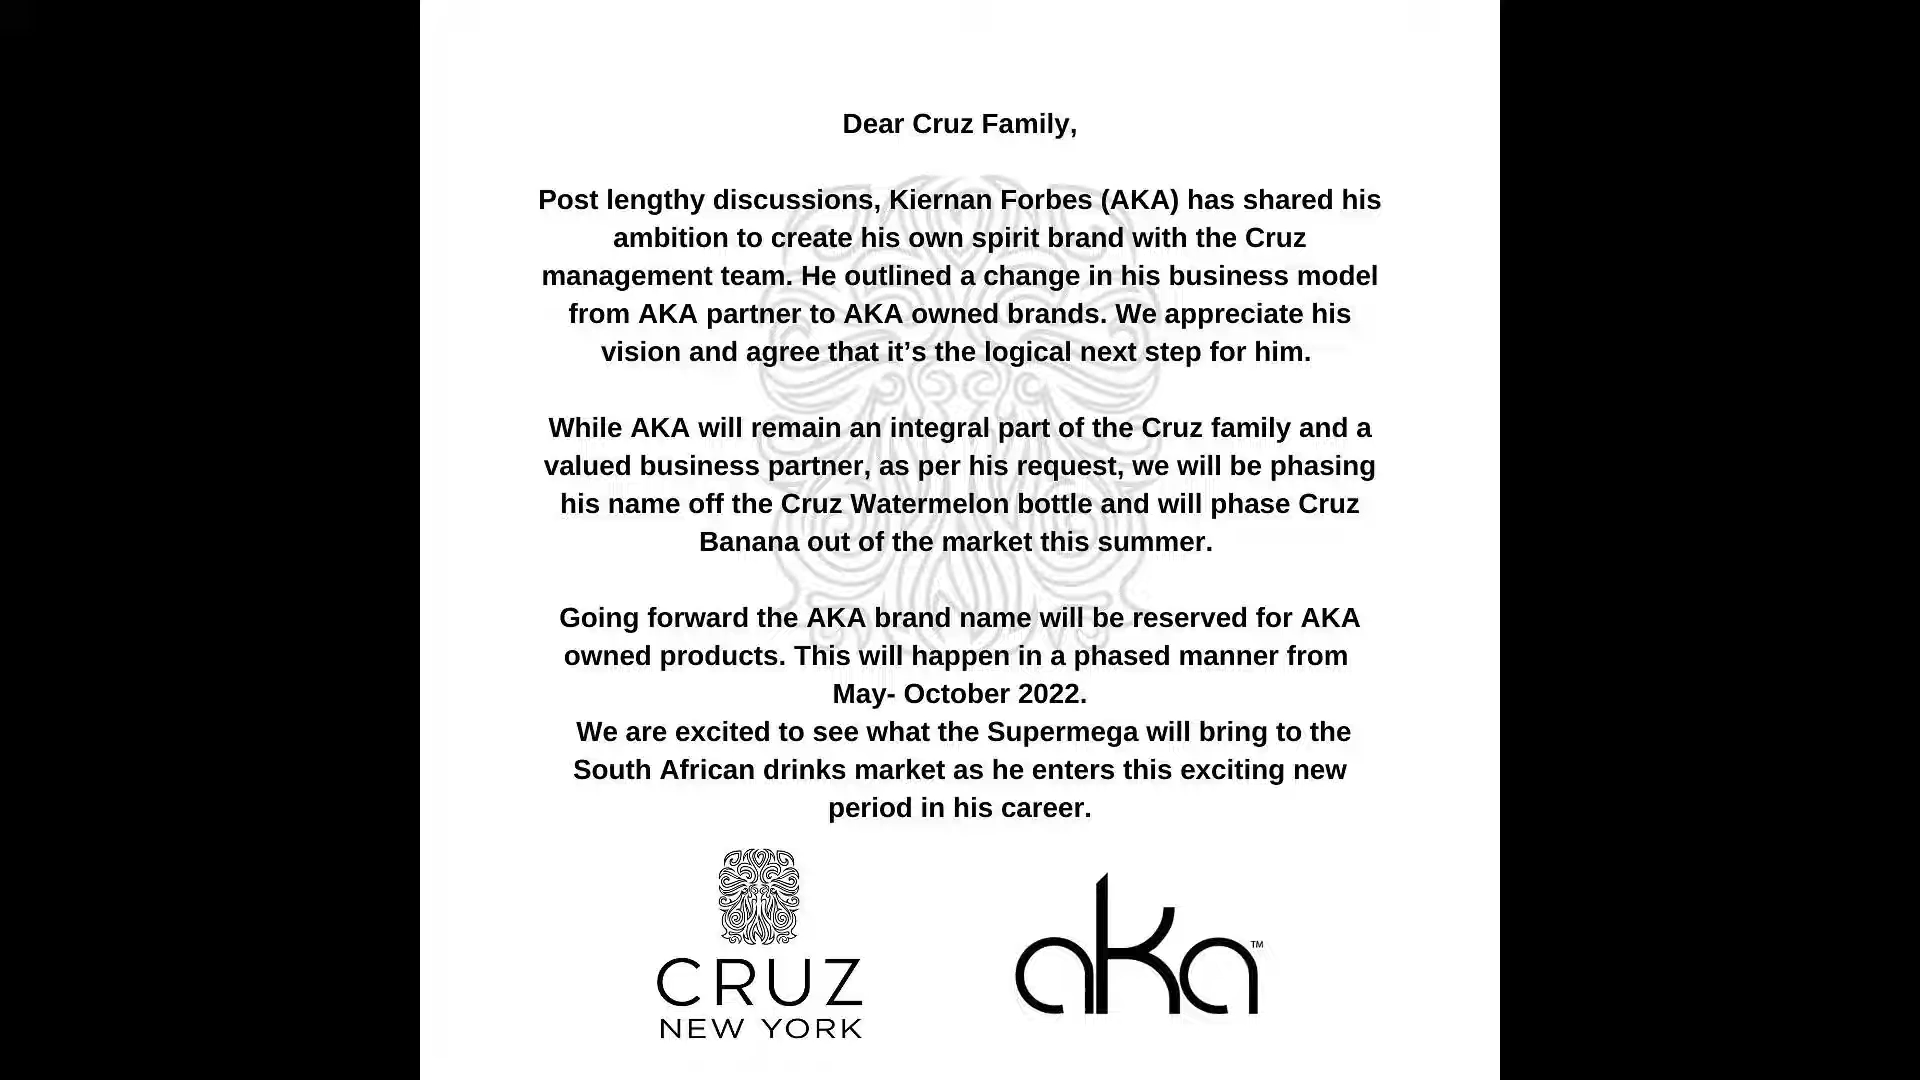 Dear Cruz Family,
Post lengthy discussions, Kiernan Forbes (AKA) has shared his
ambition to create his own spirit brand with the Cruz
management team. He outlined a change in his business model
from AKA partner to AKA owned brands. We appreciate his
vision and agree that it’s the logical next step for him.
While AKA will remain an integral part of the Cruz family and a
valued business partner, as per his request, we will be phasing
his name off the Cruz Watermelon bottle and will phase Cruz
Banana out of the market this summer.
Going forward the AKA brand name will be reserved for AKA
owned products. This will happen in a phased manner from
May- October 2022.
We are excited to see what the Supermega will bring to the
South African drinks market as he enters this exciting new
period in his career.
CRUZ
NEW YORK
aka™